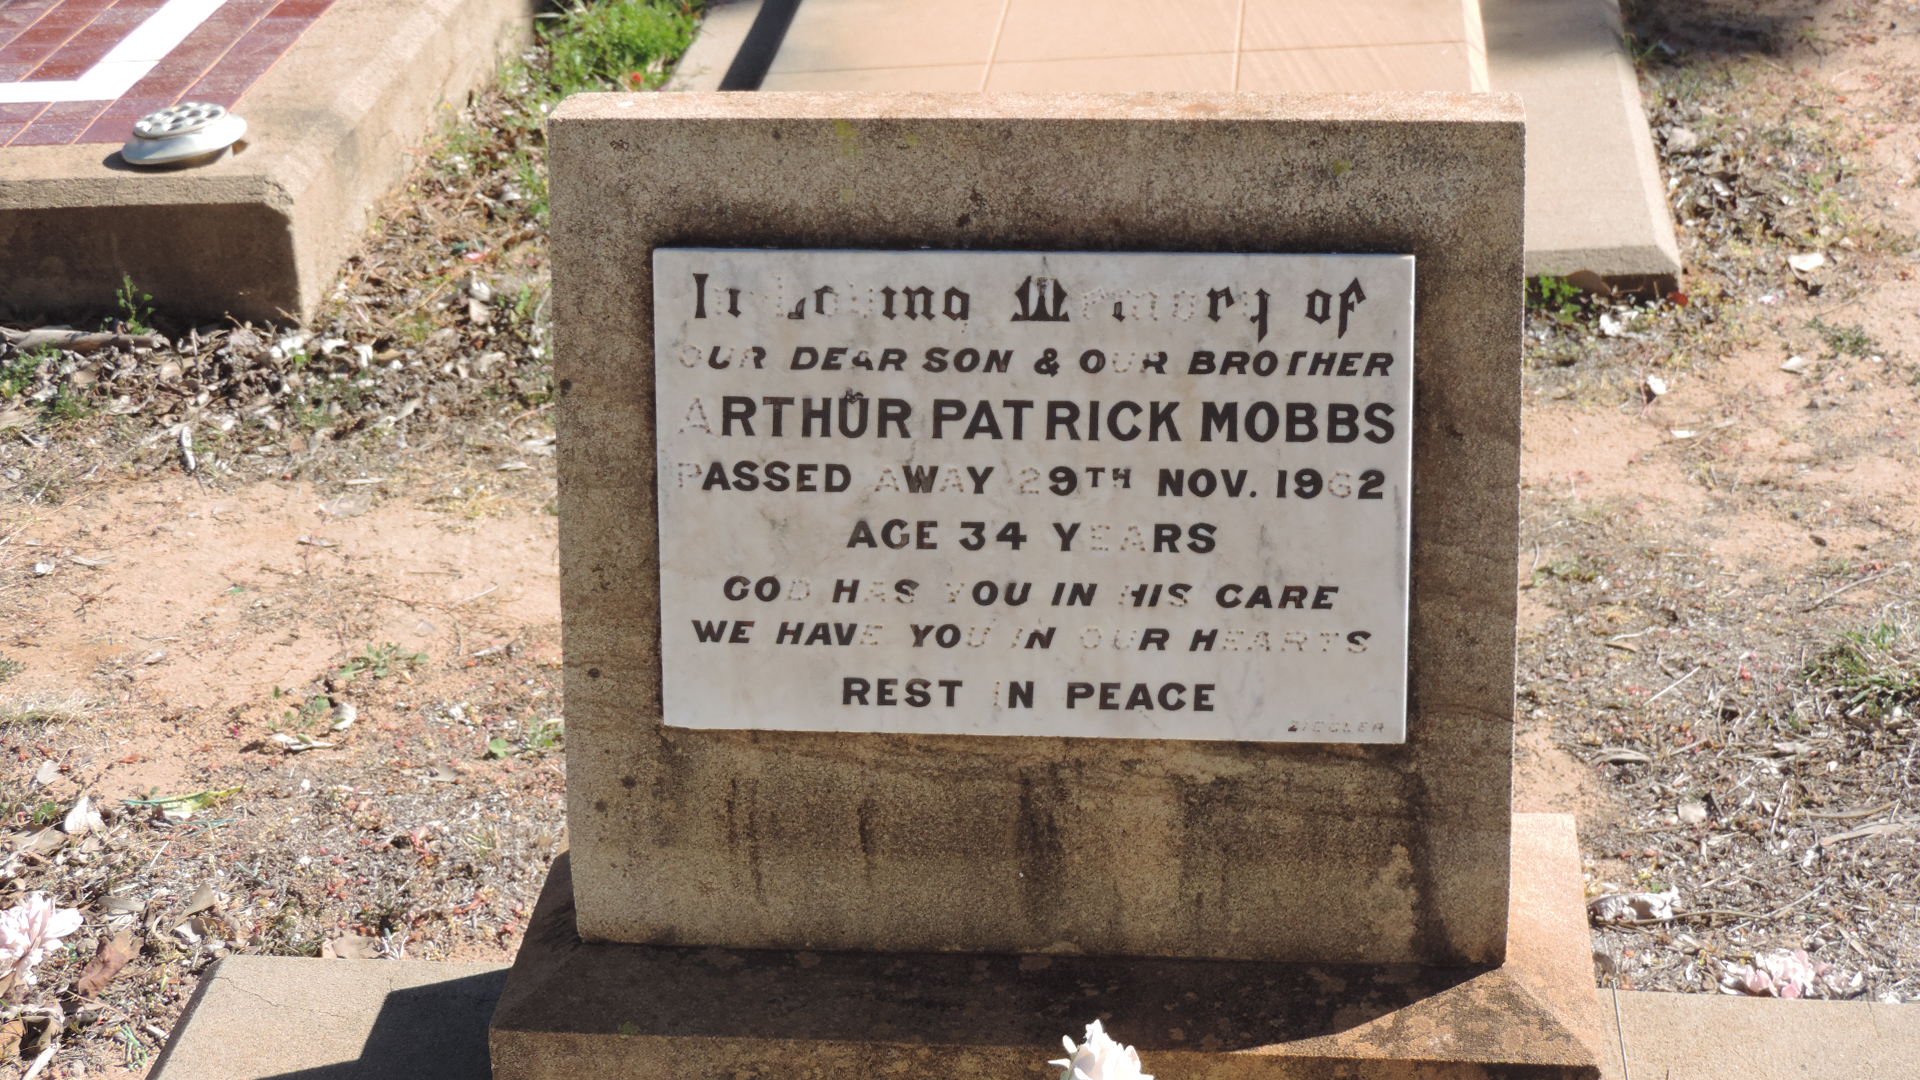 In Loving Memory of
OUR DEAR SON & OUR BROTHER
ARTHUR PATRICK MOBBS
PASSED AWAY 29TH NOV. 1962
AGE 34 YEARS
GOD HAS YOU IN HIS CARE
WE HAVE YOU IN OUR HEARTS
REST IN PEACE
ZIEGLER